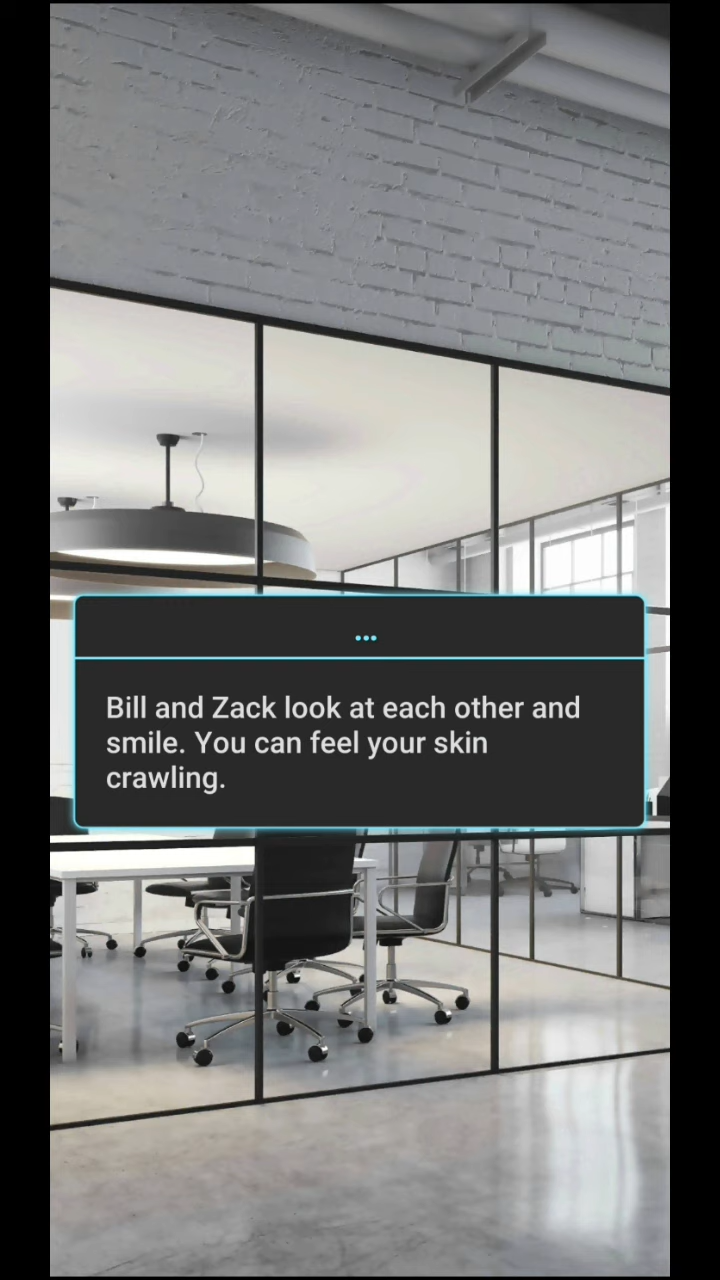 ...
Bill and Zack look at each other and
smile. You can feel your skin
crawling.